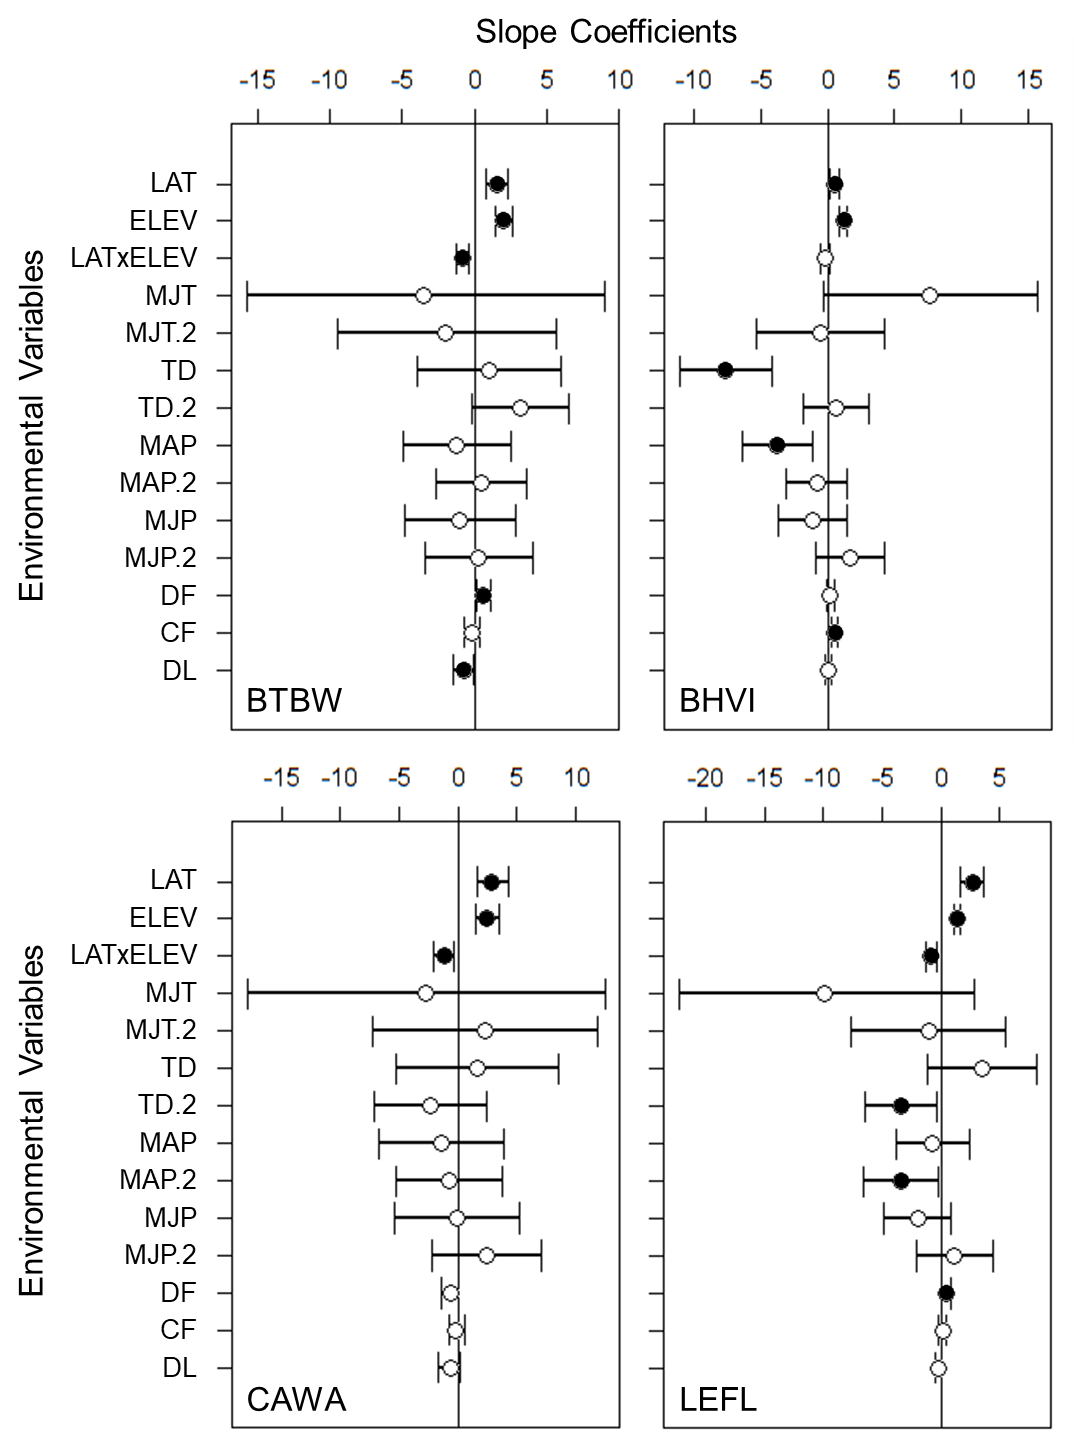 Slope Coefficients
-15 -10 -5 0 5 10
-10 -5 0 5 10 15
Environmental Variables
LAT
ELEV
LATxELEV
MJT
MJT.2
TD
TD.2
MAP
MAP.2
MJP
MJP.2
DF
CF
DL
BTBW
BHVI
-15 -10 -5 0 5 10
-20 -15 -10 -5 0 5
Environmental Variables
LAT
ELEV
LATxELEV
MJT
MJT.2
TD
TD.2
MAP
MAP.2
MJP
MJP.2
DF
CF
DL
CAWA
LEFL